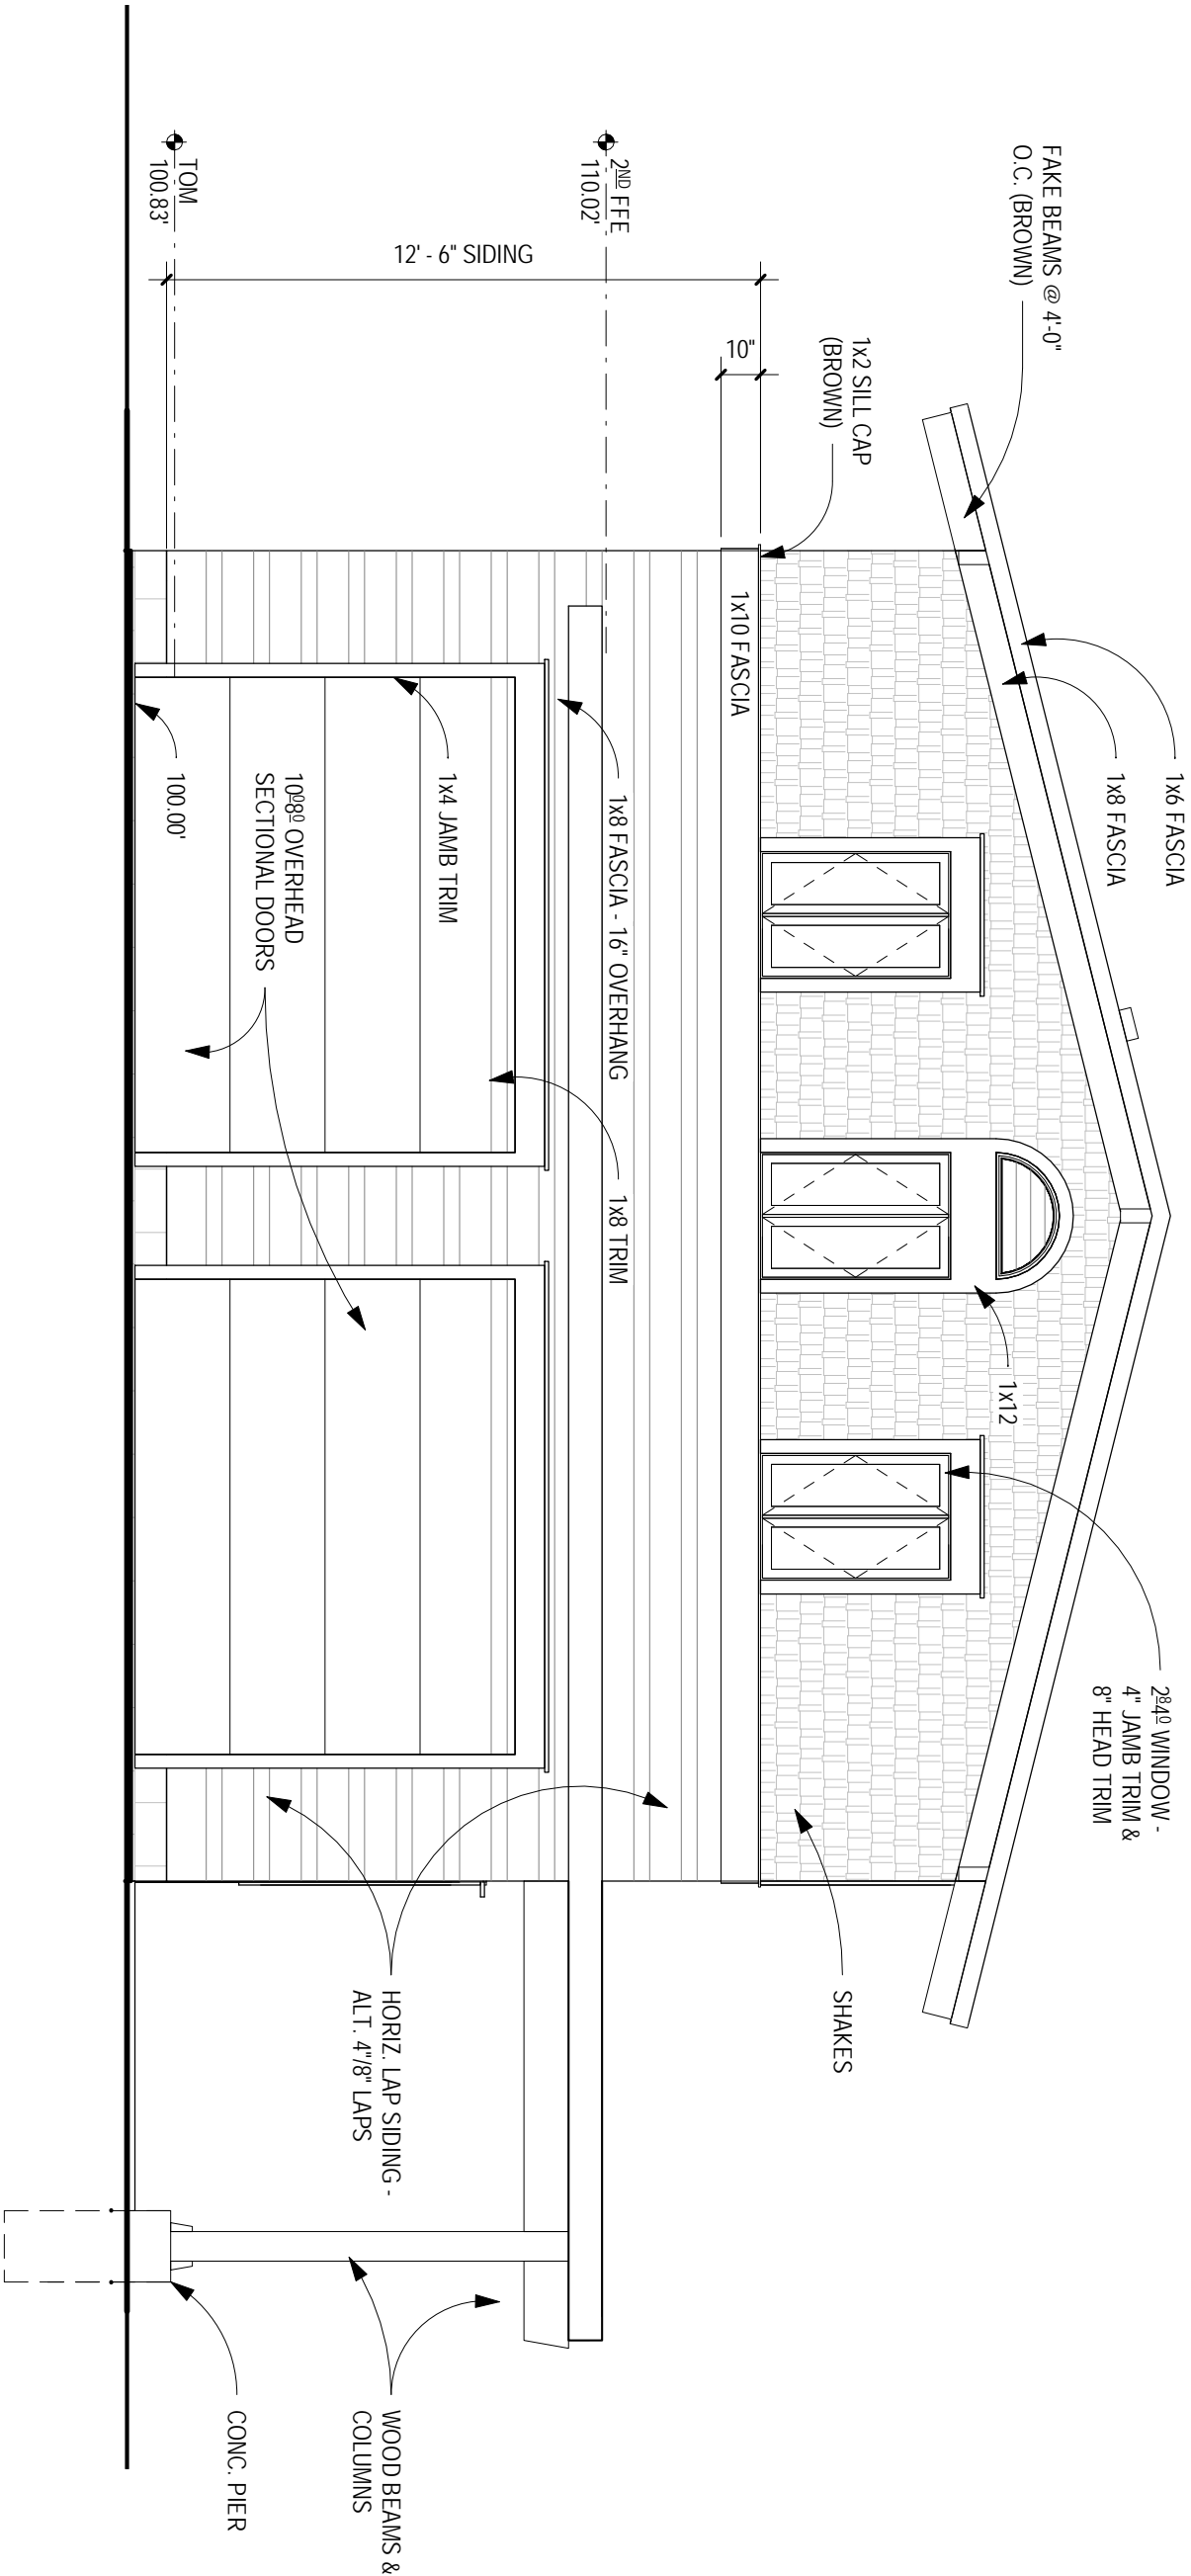 1x6 FASCIA
1x8 FASCIA
FAKE BEAMS @ 4'-0"
O.C. (BROWN)
2⁸4⁰ WINDOW -
4" JAMB TRIM &
8" HEAD TRIM
1x12
1x2 SILL CAP
(BROWN)
SHAKES
10"
1x10 FASCIA
2ND FFE
110.02'
1x8 FASCIA - 16" OVERHANG
1x8 TRIM
12' - 6" SIDING
1x4 JAMB TRIM
HORIZ. LAP SIDING -
ALT. 4"/8" LAPS
WOOD BEAMS &
COLUMNS
10⁰8⁰ OVERHEAD
SECTIONAL DOORS
TOM
100.83'
100.00'
CONC. PIER